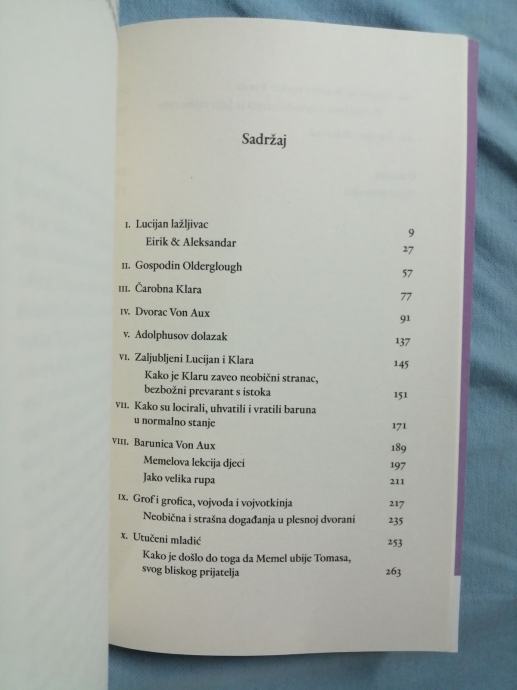 Sadržaj
I. Lucijan lažljivac 9
Eirik & Aleksandar 27
II. Gospodin Olderglough 57
III. Čarobna Klara 77
IV. Dvorac Von Aux 91
V. Adolphusov dolazak 137
VI. Zaljubljeni Lucijan i Klara 145
Kako je Klaru zaveo neobični stranac,
bezbožni prevarant s istoka 151
VII. Kako su locirali, uhvatili i vratili baruna
u normalno stanje 171
VIII. Barunica Von Aux 189
Memelova lekcija djeci 197
Jako velika rupa 211
IX. Grof i grofica, vojvoda i vojvotkinja 217
Neobična i strašna događanja u plesnoj dvorani 235
X. Utučeni mladić 253
Kako je došlo do toga da Memel ubije Tomasa,
svog bliskog prijatelja 263